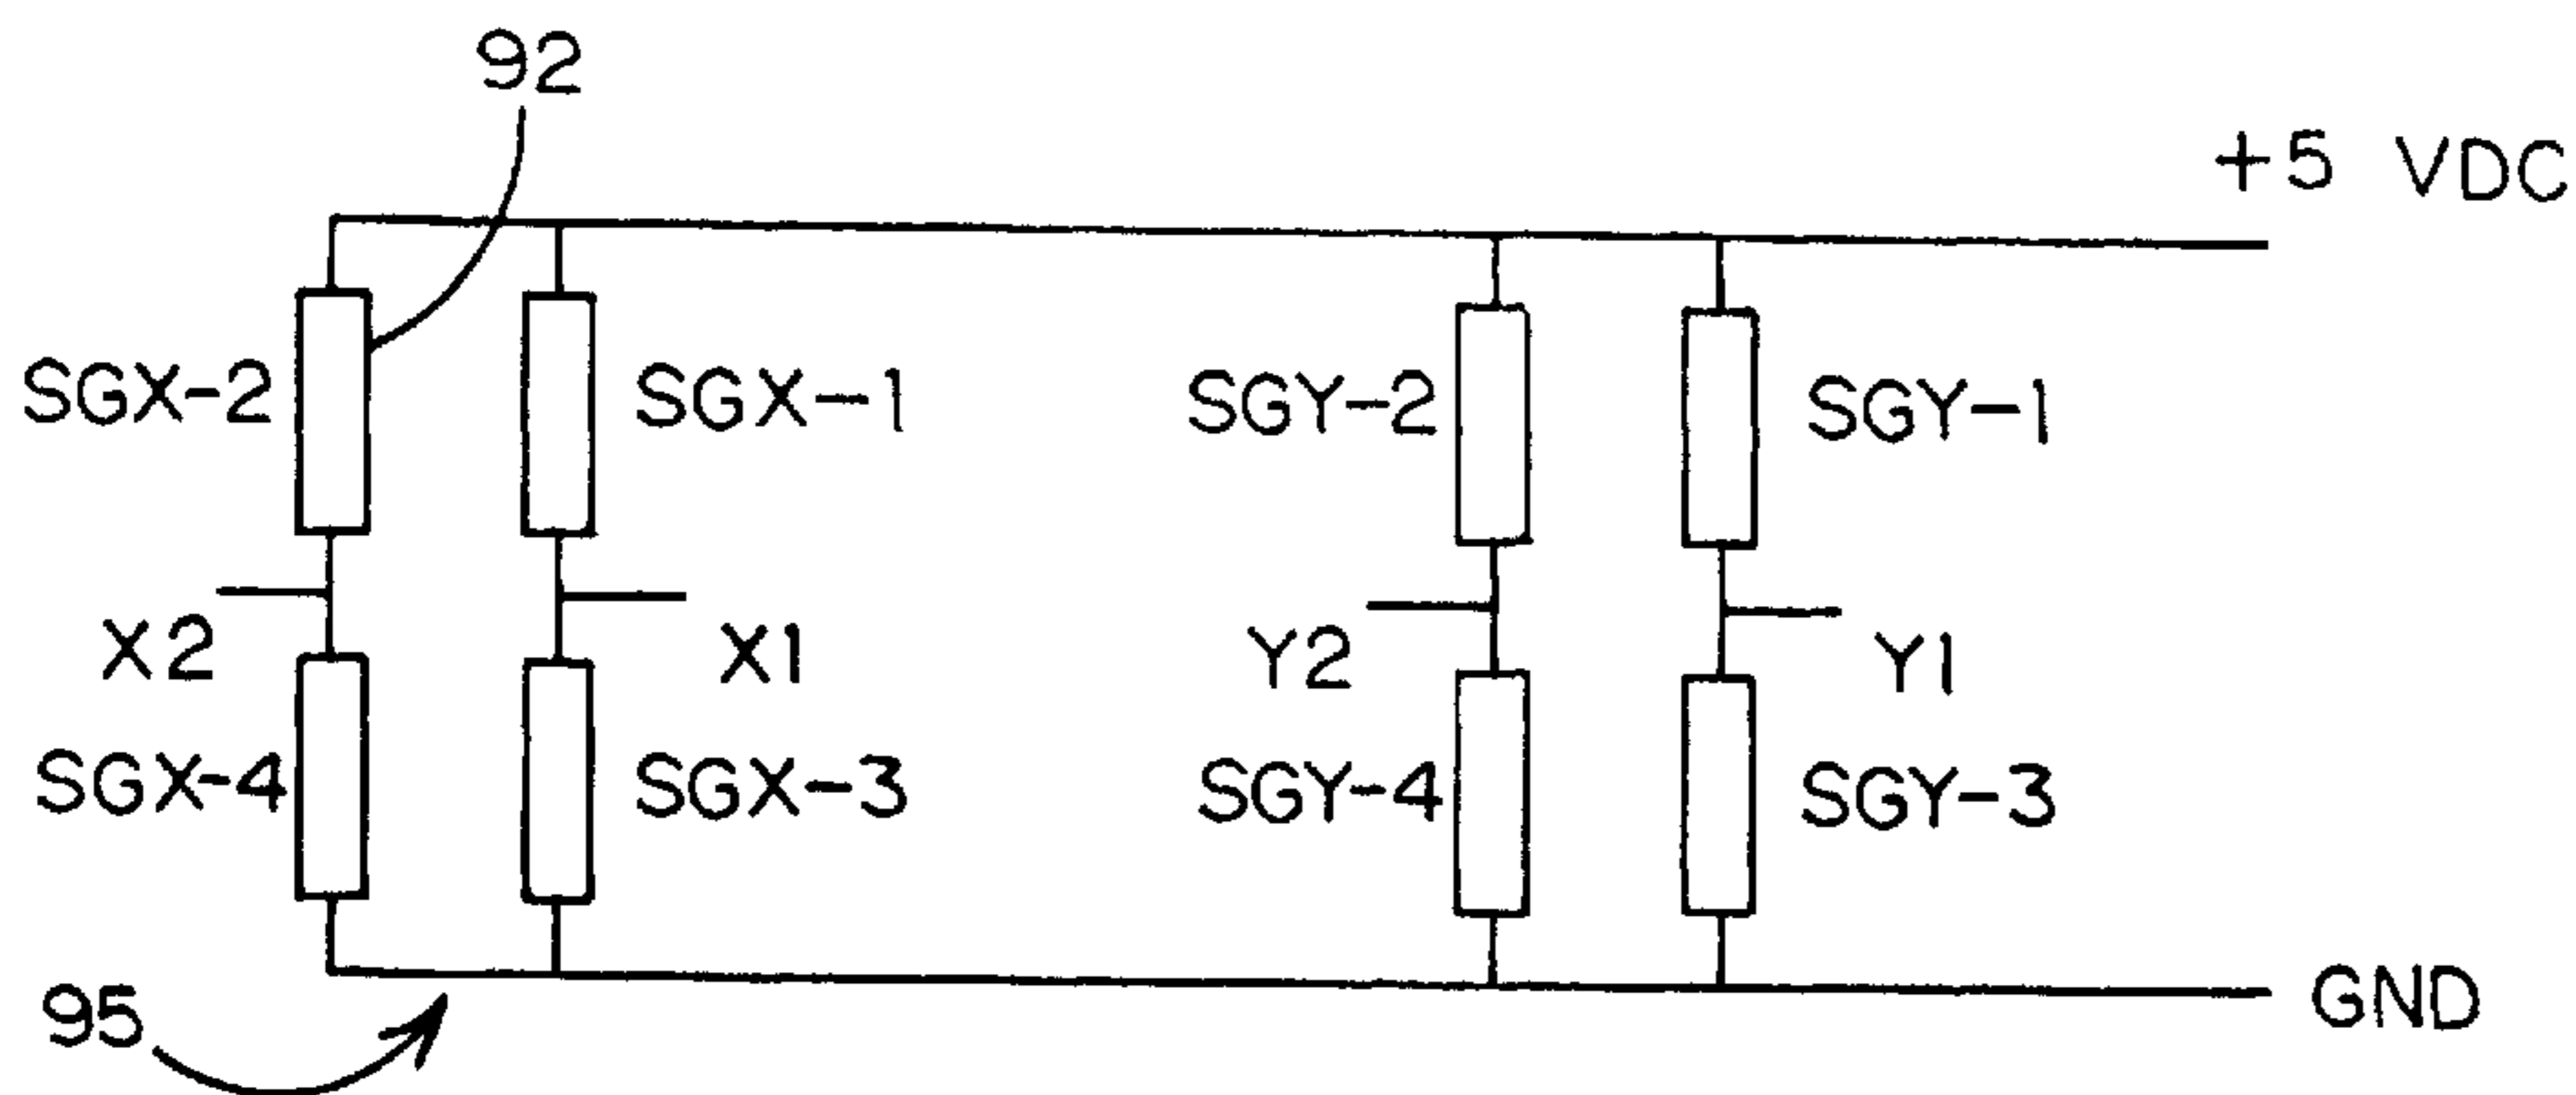 92
+5 VDC
SGX-2
SGX-1
SGY-2
SGY-1
X2
X1
Y2
Y1
SGX-4
SGX-3
SGY-4
SGY-3
95
GND